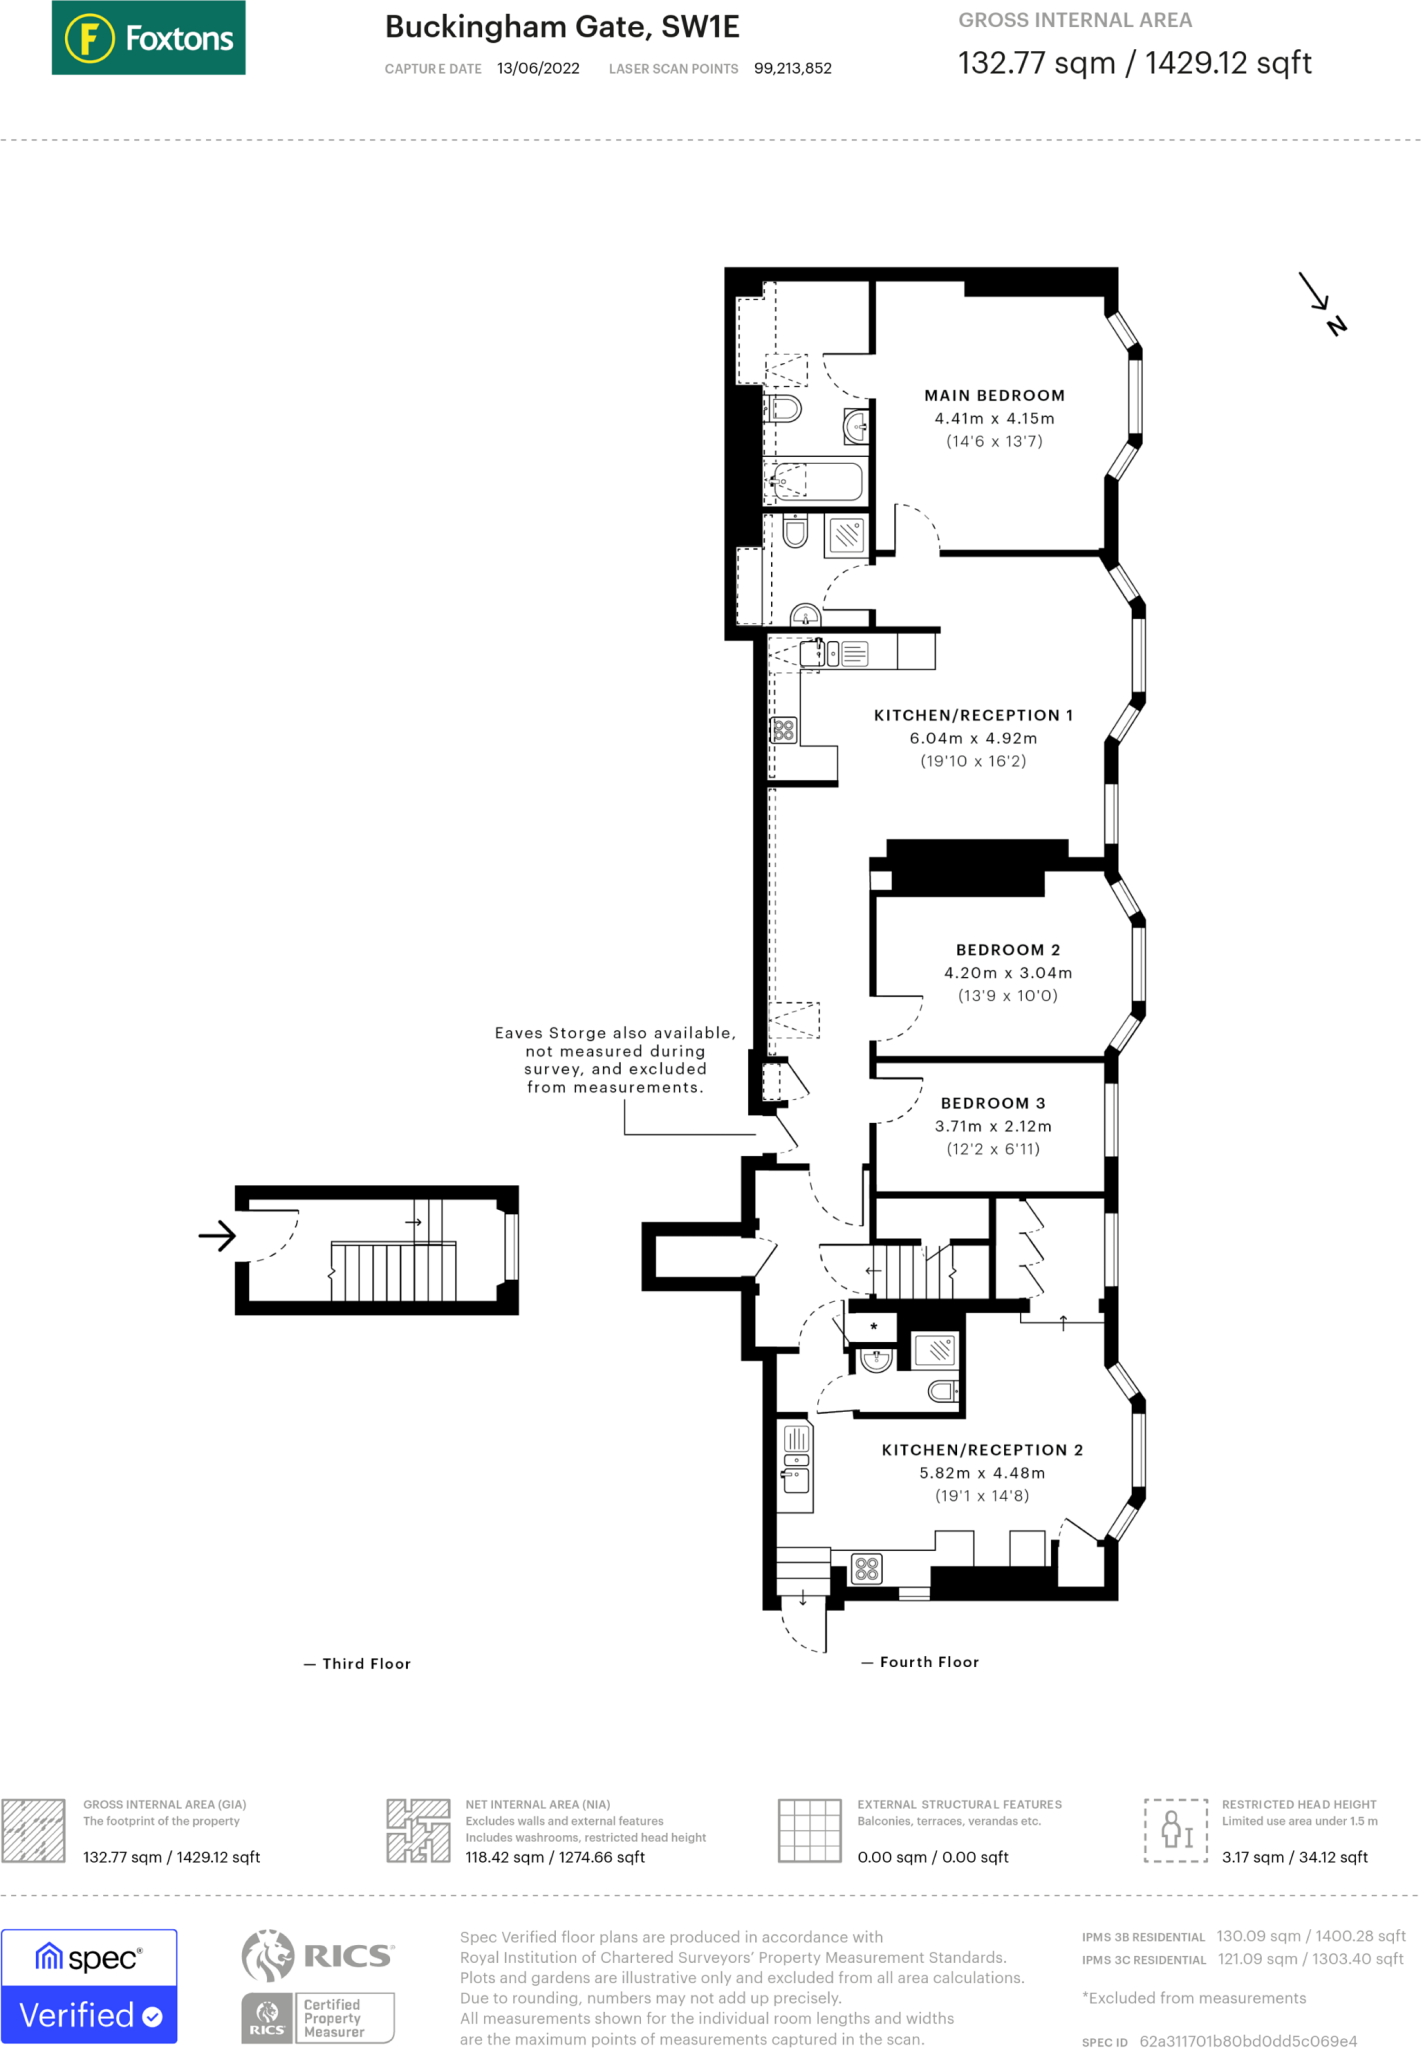 Foxtons
Buckingham Gate, SW1E
CAPTURE DATE 13/06/2022 LASER SCAN POINTS 99,213,852
GROSS INTERNAL AREA
132.77 sqm / 1429.12 sqft
N
MAIN BEDROOM
4.41m x 4.15m
(14'6 x 13'7)
KITCHEN/RECEPTION 1
6.04m x 4.92m
(19'10 x 16'2)
BEDROOM 2
4.20m x 3.04m
(13'9 x 10'0)
Eaves Storge also available,
not measured during
survey, and excluded
from measurements.
BEDROOM 3
3.71m x 2.12m
(12'2 x 6'11)
*
KITCHEN/RECEPTION 2
5.82m x 4.48m
(19'1 x 14'8)
— Third Floor
— Fourth Floor
GROSS INTERNAL AREA (GIA)
The footprint of the property
132.77 sqm / 1429.12 sqft
NET INTERNAL AREA (NIA)
Excludes walls and external features
Includes washrooms, restricted head height
118.42 sqm / 1274.66 sqft
EXTERNAL STRUCTURAL FEATURES
Balconies, terraces, verandas etc.
0.00 sqm / 0.00 sqft
RESTRICTED HEAD HEIGHT
Limited use area under 1.5 m
3.17 sqm / 34.12 sqft
spec®
Verified
RICS®
RICS
Certified
Property
Measurer
Spec Verified floor plans are produced in accordance with
Royal Institution of Chartered Surveyors' Property Measurement Standards.
Plots and gardens are illustrative only and excluded from all area calculations.
Due to rounding, numbers may not add up precisely.
All measurements shown for the individual room lengths and widths
are the maximum points of measurements captured in the scan.
IPMS 3B RESIDENTIAL 130.09 sqm / 1400.28 sqft
IPMS 3C RESIDENTIAL 121.09 sqm / 1303.40 sqft
*Excluded from measurements
SPEC ID 62a311701b80bd0dd5c069e4